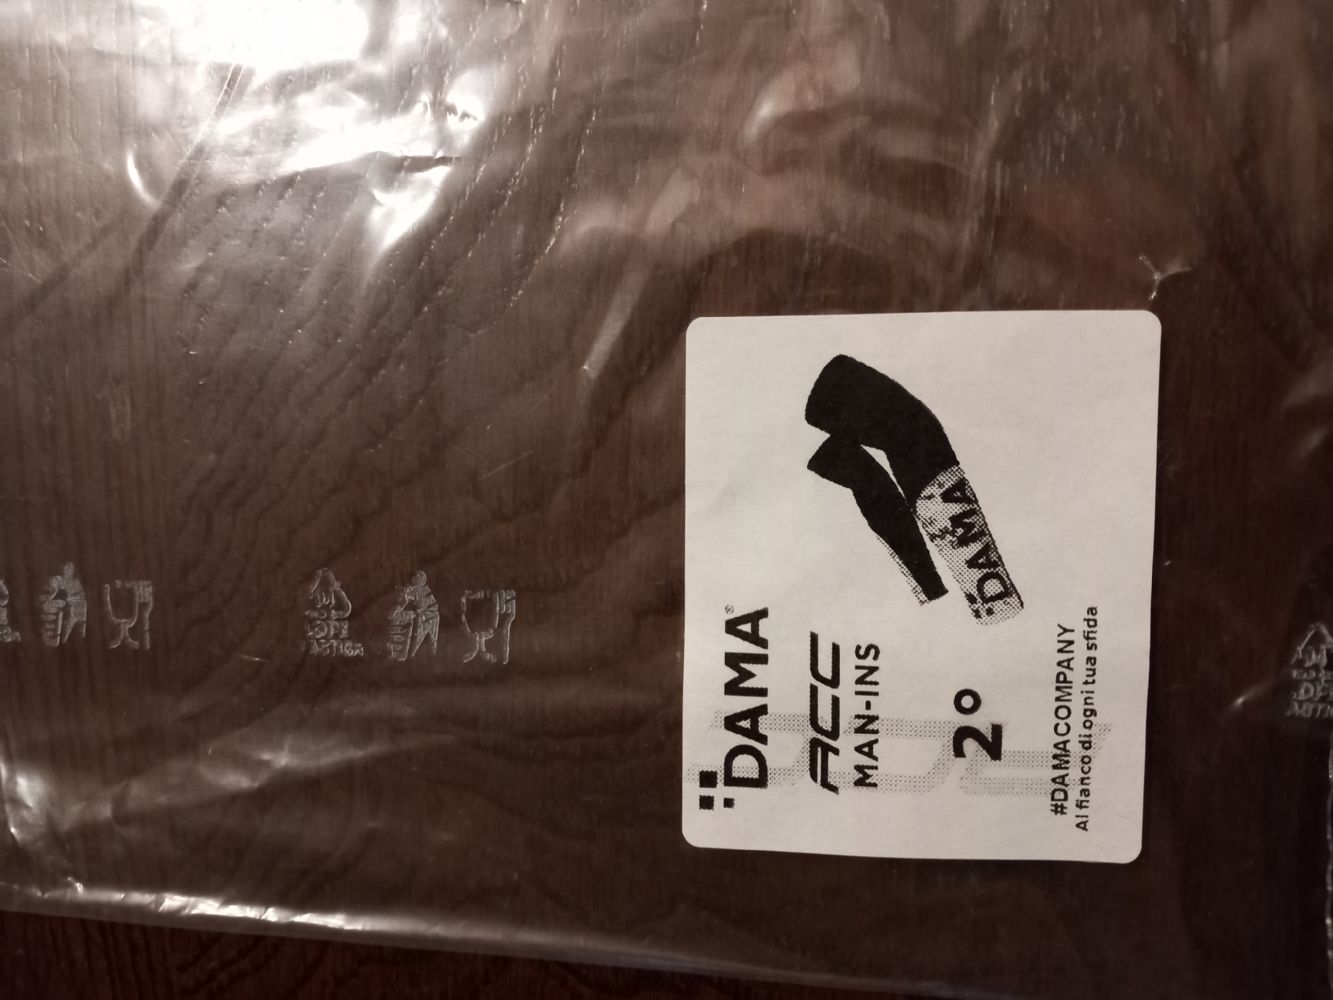 DAMA®
ACC
MAN-INS
2°
#DAMACOMPANY
Al fianco di ogni tua sfida
DAMA